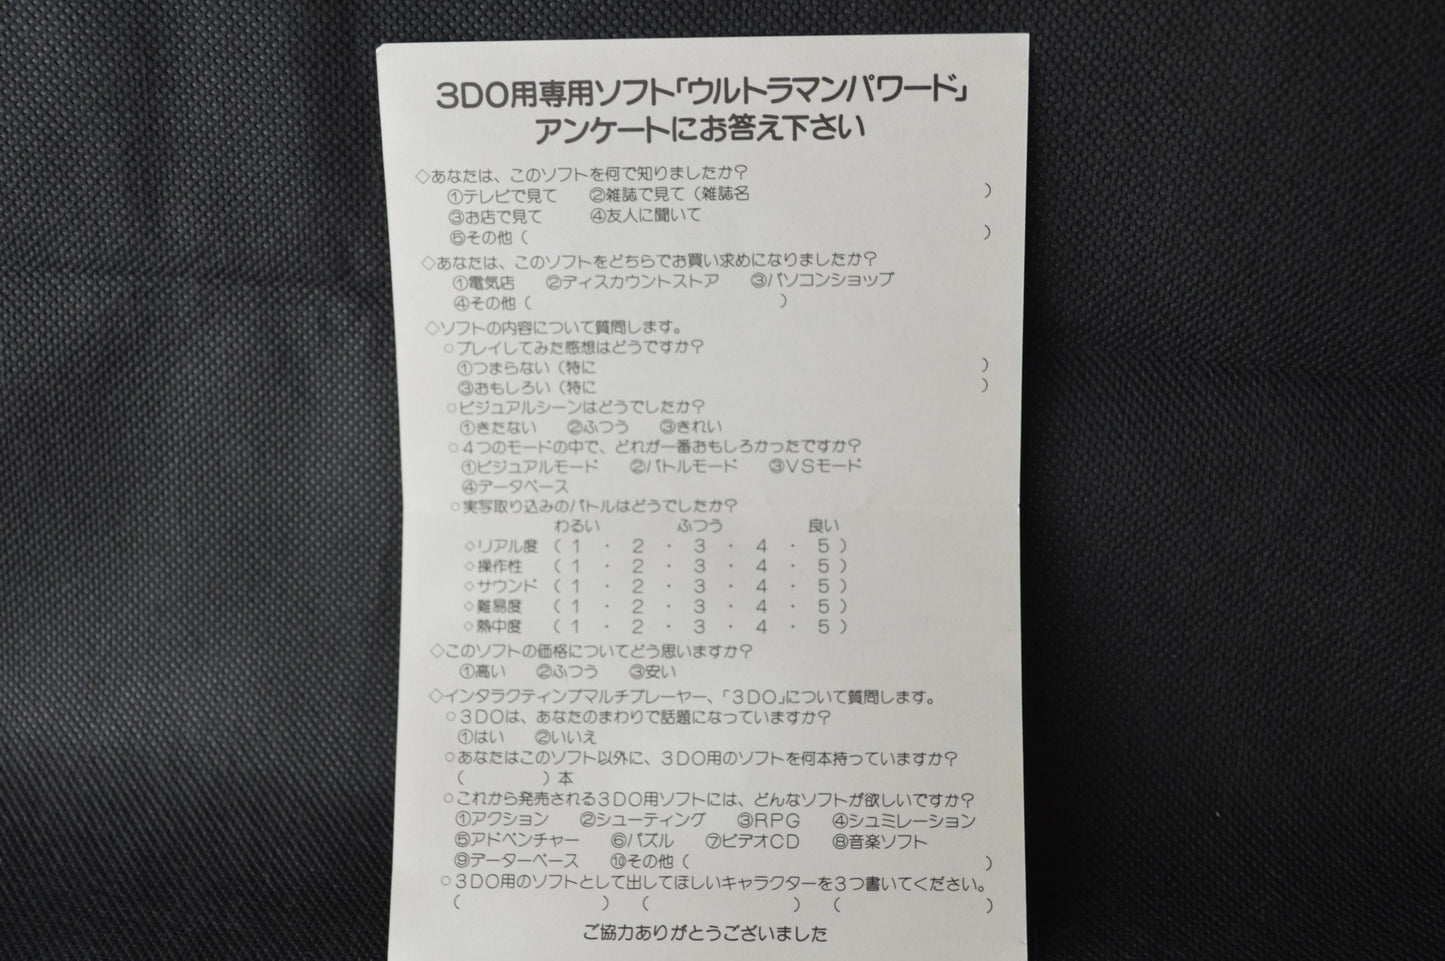 3DO用専用ソフト「ウルトラマンパワード」
アンケートにお答え下さい
◇あなたは、このソフトを何で知りましたか？
①テレビで見て　②雑誌で見て（雑誌名　　　　　　　　）
③お店で見て　④友人に聞いて
⑤その他（　　　　　　　　）
◇あなたは、このソフトをどちらでお買い求めになりましたか？
①電気店　②ディスカウントストア　③パソコンショップ
④その他（　　　　　　　　）
◇ソフトの内容について質問します。
○プレイしてみた感想はどうですか？
①つまらない（特に　　　　　　　　）
③おもしろい（特に　　　　　　　　）
○ビジュアルシーンはどうでしたか？
①きたない　②ふつう　③きれい
○4つのモードの中で、どれが一番おもしろかったですか？
①ビジュアルモード　②バトルモード　③VSモード
④データベース
○実写取り込みのバトルはどうでしたか？
わるい　　ふつう　　良い
◇リアル度（1・2・3・4・5）
◇操作性（1・2・3・4・5）
◇サウンド（1・2・3・4・5）
◇難易度（1・2・3・4・5）
◇熱中度（1・2・3・4・5）
◇このソフトの価格についてどう思いますか？
①高い　②ふつう　③安い
◇インタラクティブマルチプレーヤー、「3DO」について質問します。
○3DOは、あなたのまわりで話題になっていますか？
①はい　②いいえ
○あなたはこのソフト以外に、3DO用のソフトを何本持っていますか？
（　　　　）本
○これから発売される3DO用ソフトには、どんなソフトが欲しいですか？
①アクション　②シューティング　③RPG　④シュミレーション
⑤アドベンチャー　⑥パズル　⑦ビデオCD　⑧音楽ソフト
⑨データーベース　⑩その他（　　　　　　　　）
○3DO用のソフトとして出してほしいキャラクターを3つ書いてください。
（　　　　）（　　　　）（　　　　）
ご協力ありがとうございました